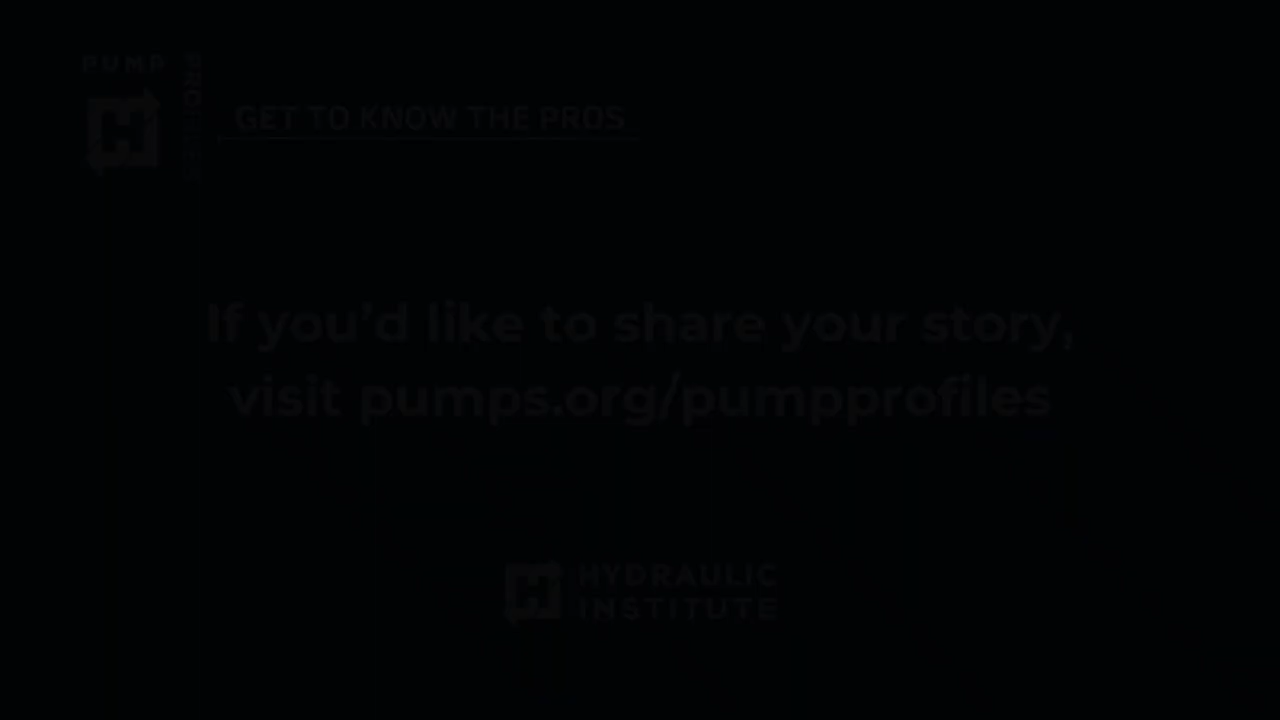 PUMP
PROFILES
GET TO KNOW THE PROS
If you'd like to share your story,
visit pumps.org/pumpprofiles
HYDRAULIC
INSTITUTE